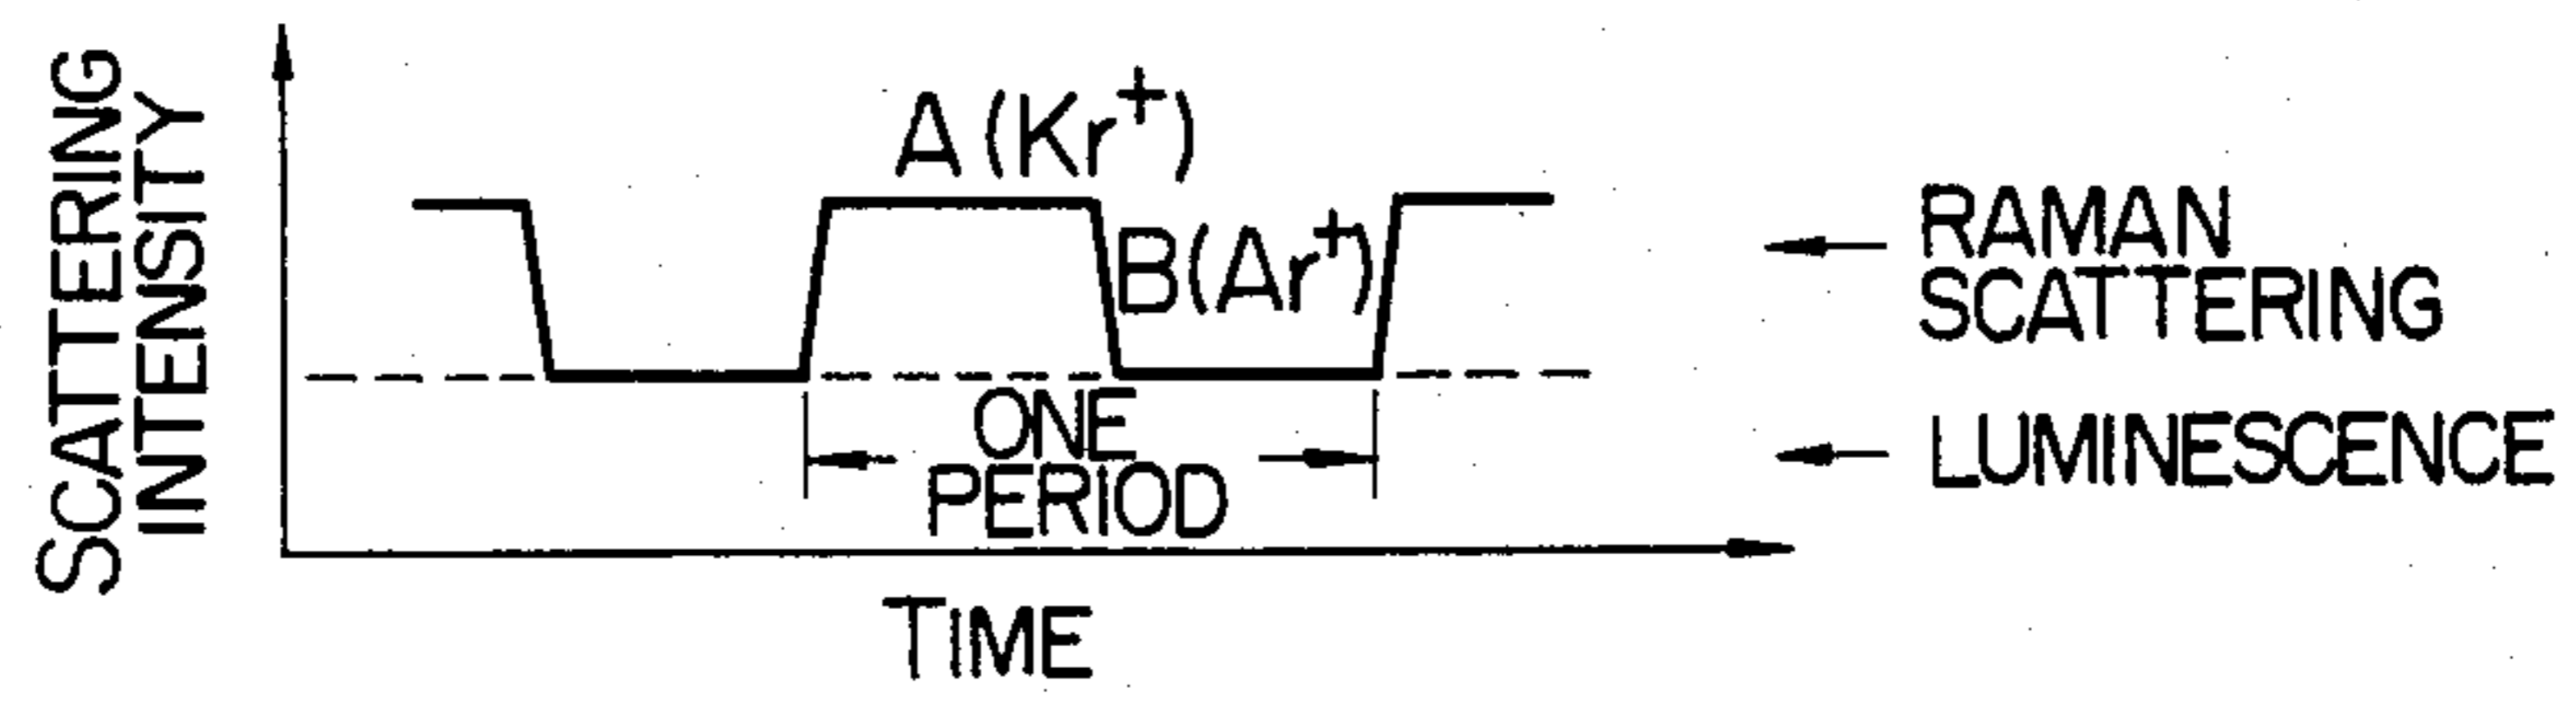 SCATTERING
INTENSITY
A(Kr⁺)
B(Ar⁺)
RAMAN
SCATTERING
ONE
PERIOD
LUMINESCENCE
TIME